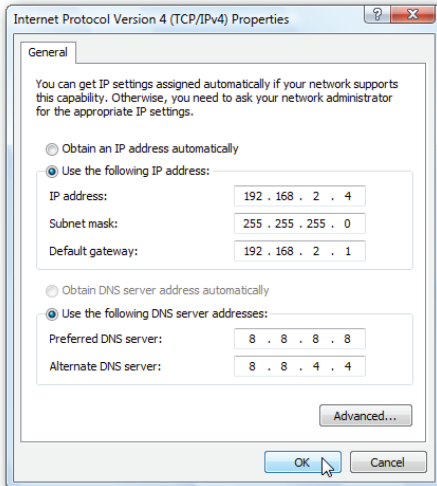 Internet Protocol Version 4 (TCP/IPv4) Properties
General
You can get IP settings assigned automatically if your network supports
this capability. Otherwise, you need to ask your network administrator
for the appropriate IP settings.
Obtain an IP address automatically
Use the following IP address:
IP address: 192 . 168 . 2 . 4
Subnet mask: 255 . 255 . 255 . 0
Default gateway: 192 . 168 . 2 . 1
Obtain DNS server address automatically
Use the following DNS server addresses:
Preferred DNS server: 8 . 8 . 8 . 8
Alternate DNS server: 8 . 8 . 4 . 4
Advanced...
OK Cancel